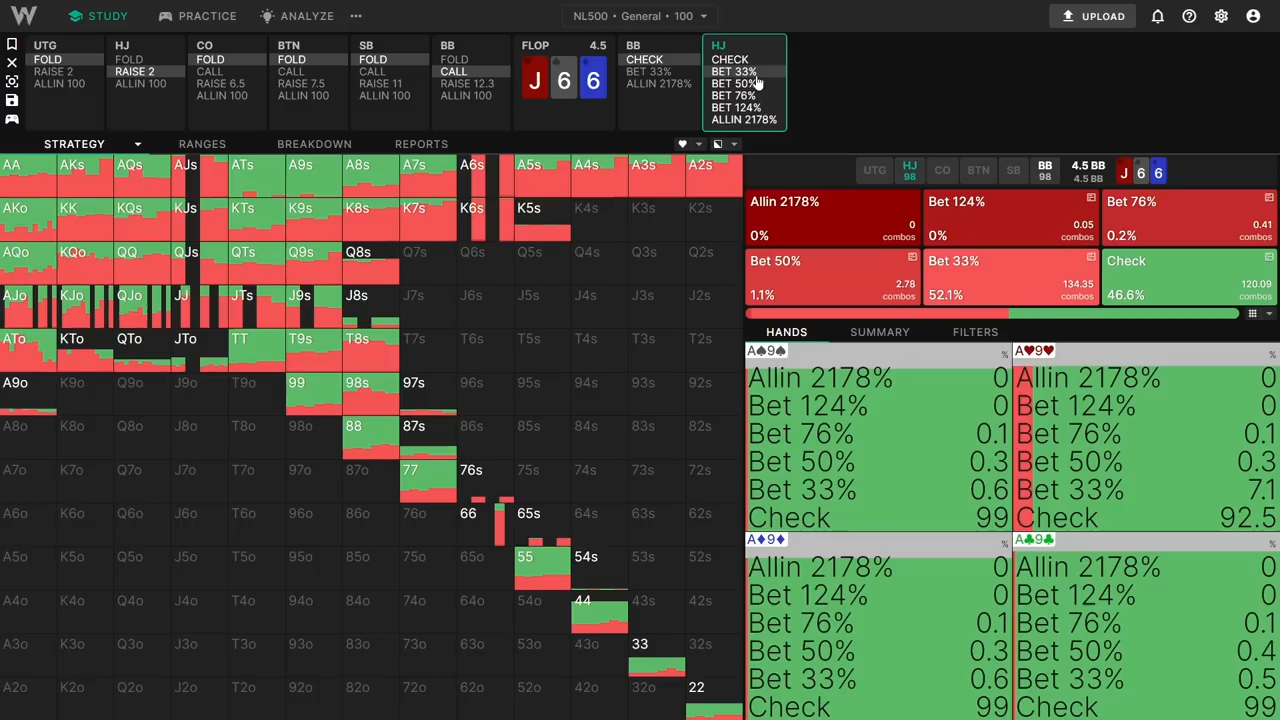 W STUDY PRACTICE ANALYZE ••• NL500 • General • 100 UPLOAD
UTG
FOLD
RAISE 2
ALLIN 100
HJ
FOLD
RAISE 2
ALLIN 100
CO
FOLD
CALL
RAISE 6.5
ALLIN 100
BTN
FOLD
CALL
RAISE 7.5
ALLIN 100
SB
FOLD
CALL
RAISE 11
ALLIN 100
BB
FOLD
CALL
RAISE 12.3
ALLIN 100
FLOP 4.5
J 6 6
BB
CHECK
BET 33%
ALLIN 2178%
HJ
CHECK
BET 33%
BET 50%
BET 76%
BET 124%
ALLIN 2178%
STRATEGY RANGES BREAKDOWN REPORTS
AA AKs AQs AJs ATs A9s A8s A7s A6s A5s A4s A3s A2s
AKo KK KQs KJs KTs K9s K8s K7s K6s K5s K4s K3s K2s
AQo KQo QQ QJs QTs Q9s Q8s Q7s Q6s Q5s Q4s Q3s Q2s
AJo KJo QJo JJ JTs J9s J8s J7s J6s J5s J4s J3s J2s
ATo KTo QTo JTo TT T9s T8s T7s T6s T5s T4s T3s T2s
A9o K9o Q9o J9o T9o 99 98s 97s 96s 95s 94s 93s 92s
A8o K8o Q8o J8o T8o 98o 88 87s 86s 85s 84s 83s 82s
A7o K7o Q7o J7o T7o 97o 87o 77 76s 75s 74s 73s 72s
A6o K6o Q6o J6o T6o 96o 86o 76o 66 65s 64s 63s 62s
A5o K5o Q5o J5o T5o 95o 85o 75o 65o 55 54s 53s 52s
A4o K4o Q4o J4o T4o 94o 84o 74o 64o 54o 44 43s 42s
A3o K3o Q3o J3o T3o 93o 83o 73o 63o 53o 43o 33 32s
A2o K2o Q2o J2o T2o 92o 82o 72o 62o 52o 42o 32o 22
UTG HJ 98 CO BTN SB BB 98 4.5 BB 4.5 BB J 6 6
Allin 2178%
0
0% combos
Bet 124%
0.05
0% combos
Bet 76%
0.41
0.2% combos
Bet 50%
2.78
1.1% combos
Bet 33%
134.35
52.1% combos
Check
120.09
46.6% combos
HANDS SUMMARY FILTERS
A♠9♠ %
Allin 2178% 0
Bet 124% 0
Bet 76% 0.1
Bet 50% 0.3
Bet 33% 0.6
Check 99
A♥9♥ %
Allin 2178% 0
Bet 124% 0
Bet 76% 0.1
Bet 50% 0.3
Bet 33% 7.1
Check 92.5
A♦9♦ %
Allin 2178% 0
Bet 124% 0
Bet 76% 0.1
Bet 50% 0.3
Bet 33% 0.6
Check 99
A♣9♣ %
Allin 2178% 0
Bet 124% 0
Bet 76% 0.1
Bet 50% 0.4
Bet 33% 0.5
Check 99